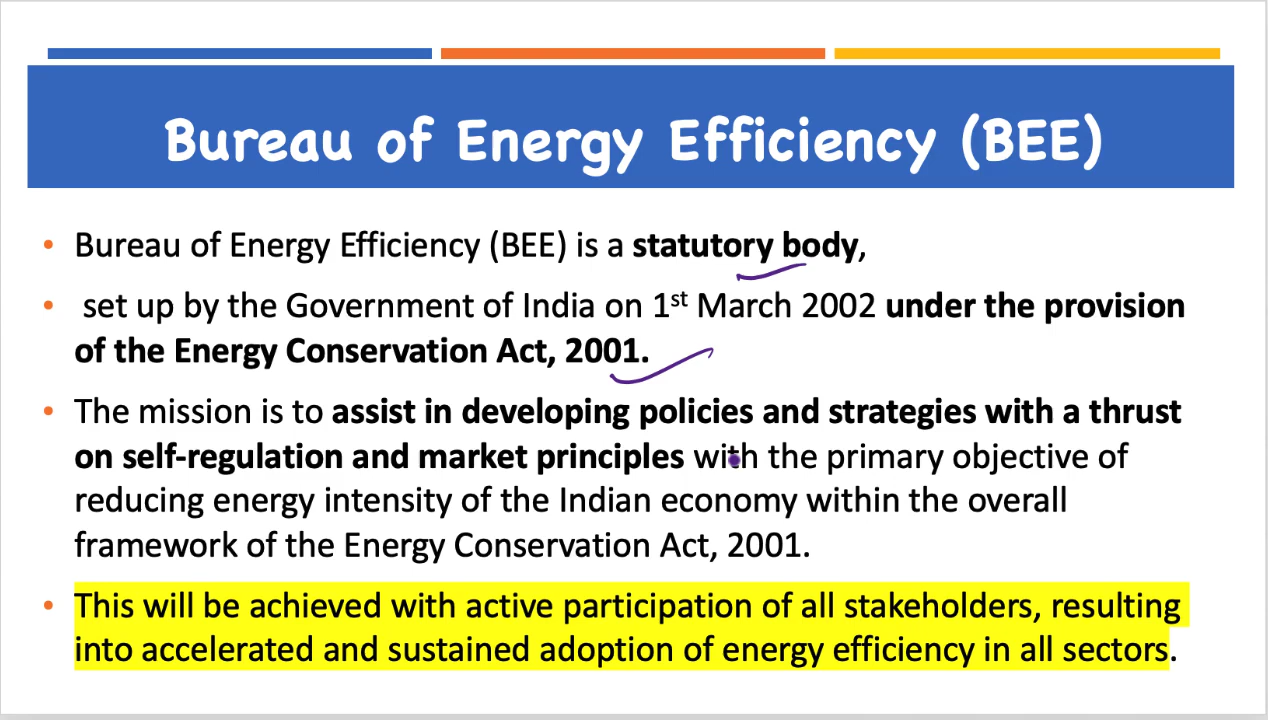 Bureau of Energy Efficiency (BEE)
• Bureau of Energy Efficiency (BEE) is a statutory body,
• set up by the Government of India on 1st March 2002 under the provision
of the Energy Conservation Act, 2001.
• The mission is to assist in developing policies and strategies with a thrust
on self-regulation and market principles with the primary objective of
reducing energy intensity of the Indian economy within the overall
framework of the Energy Conservation Act, 2001.
• This will be achieved with active participation of all stakeholders, resulting
into accelerated and sustained adoption of energy efficiency in all sectors.